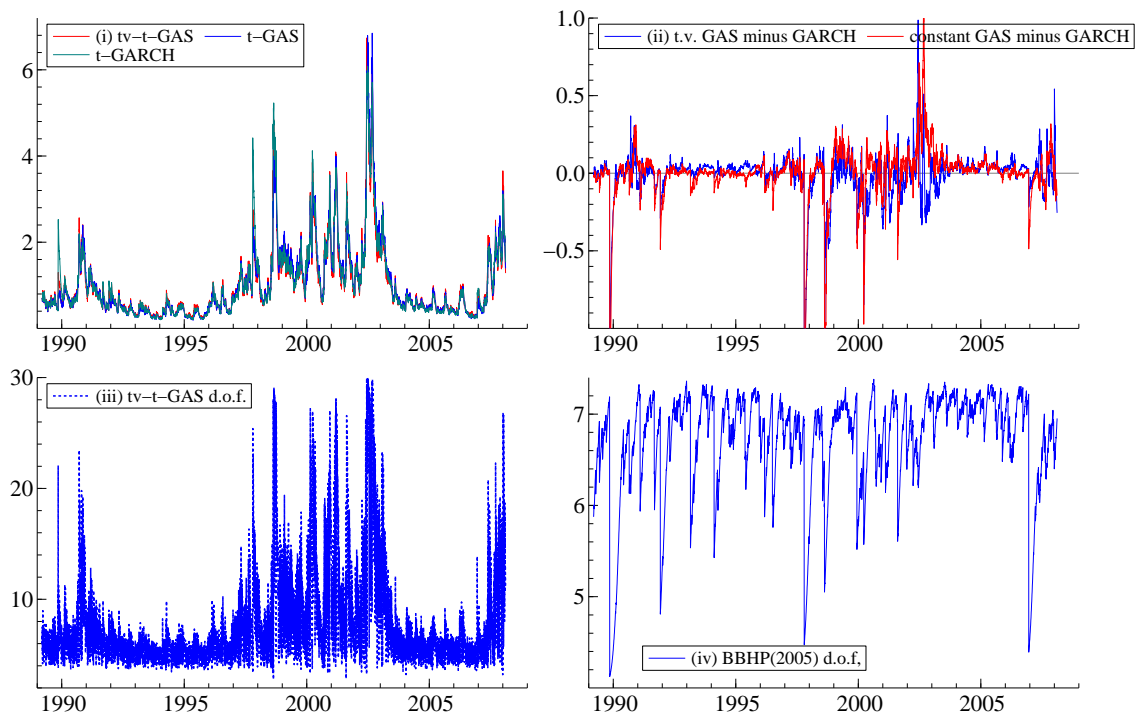 (i) tv−t−GAS t−GAS
t−GARCH
6
4
2
1990 1995 2000 2005
(ii) t.v. GAS minus GARCH constant GAS minus GARCH
1.0
0.5
0.0
−0.5
1990 1995 2000 2005
(iii) tv−t−GAS d.o.f.
30
20
10
1990 1995 2000 2005
7
6
5
(iv) BBHP(2005) d.o.f,
1990 1995 2000 2005